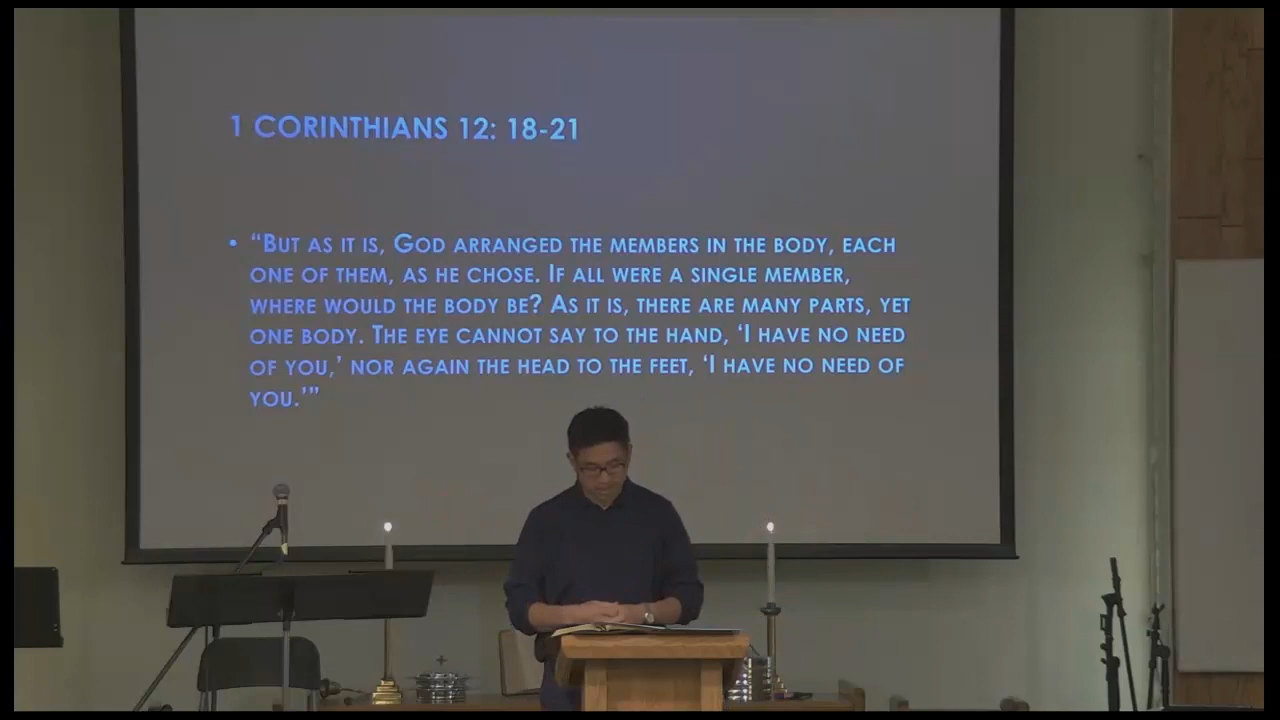 1 CORINTHIANS 12: 18-21
• “BUT AS IT IS, GOD ARRANGED THE MEMBERS IN THE BODY, EACH
ONE OF THEM, AS HE CHOSE. IF ALL WERE A SINGLE MEMBER,
WHERE WOULD THE BODY BE? AS IT IS, THERE ARE MANY PARTS, YET
ONE BODY. THE EYE CANNOT SAY TO THE HAND, ‘I HAVE NO NEED
OF YOU,’ NOR AGAIN THE HEAD TO THE FEET, ‘I HAVE NO NEED OF
YOU.’”